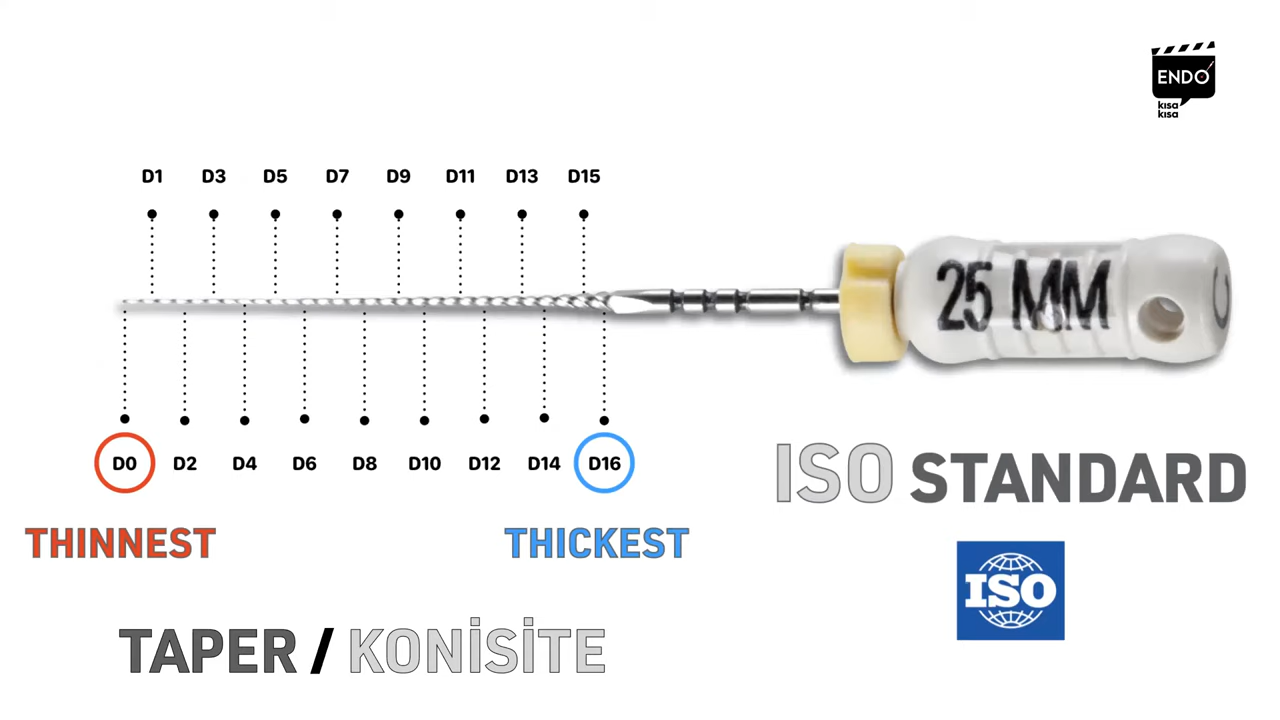 ENDO
kısa
kısa
D1 D3 D5 D7 D9 D11 D13 D15
25 MM
C
D0 D2 D4 D6 D8 D10 D12 D14 D16
ISO STANDARD
THINNEST THICKEST
ISO
TAPER / KONİSİTE